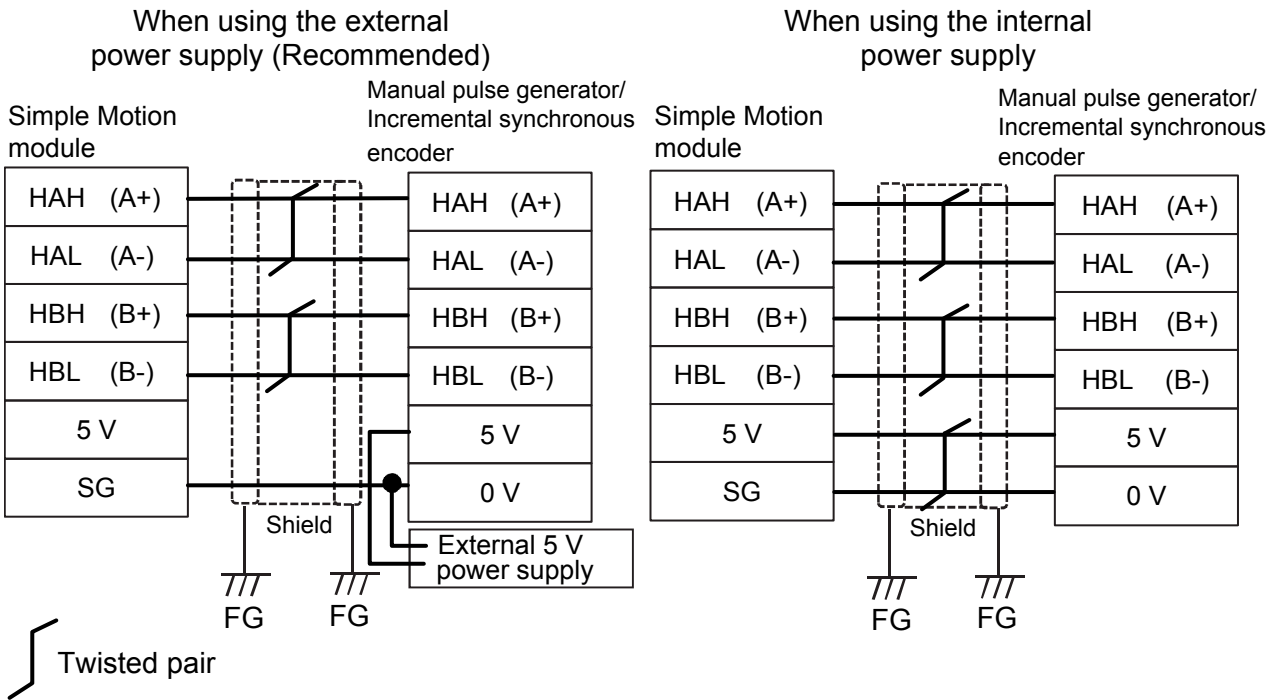 When using the external
power supply (Recommended)
Simple Motion
module
Manual pulse generator/
Incremental synchronous
encoder
HAH (A+)
HAL (A-)
HBH (B+)
HBL (B-)
5 V
SG
HAH (A+)
HAL (A-)
HBH (B+)
HBL (B-)
5 V
0 V
Shield
External 5 V
power supply
FG
FG
Twisted pair
When using the internal
power supply
Simple Motion
module
Manual pulse generator/
Incremental synchronous
encoder
HAH (A+)
HAL (A-)
HBH (B+)
HBL (B-)
5 V
SG
HAH (A+)
HAL (A-)
HBH (B+)
HBL (B-)
5 V
0 V
Shield
FG
FG